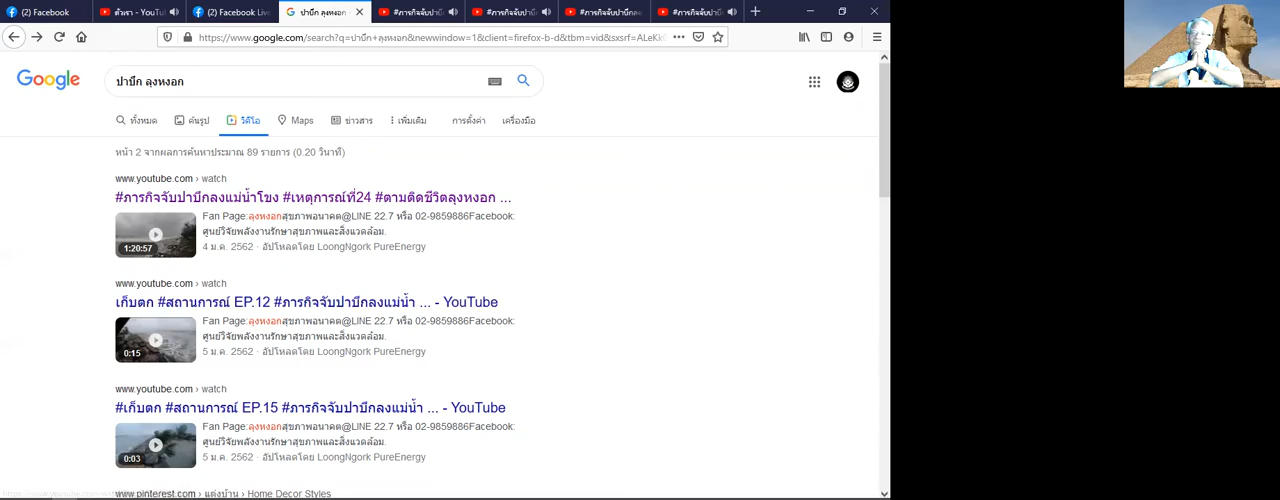 (2) Facebook
ตัวเรา - YouTu
(2) Facebook Liv
ปาบึก ลุงหงอก
#ภารกิจจับปาบึ
#ภารกิจจับปาบึ
#ภารกิจจับปาบึกล
#ภารกิจจับปาบึ
https://www.google.com/search?q=ปาบึก+ลุงหงอก&newwindow=1&client=firefox-b-d&tbm=vid&sxsrf=ALeKk
Google
ปาบึก ลุงหงอก
ทั้งหมด
ค้นรูป
วิดีโอ
Maps
ข่าวสาร
เพิ่มเติม
การตั้งค่า
เครื่องมือ
หน้า 2 จากผลการค้นหาประมาณ 89 รายการ (0.20 วินาที)
www.youtube.com › watch
#ภารกิจจับปาบึกลงแม่น้ำโขง #เหตุการณ์ที่24 #ตามติดชีวิตลุงหงอก ...
1:20:57
Fan Page:ลุงหงอกสุขภาพอนาคต@LINE 22.7 หรือ 02-9859886Facebook:
ศูนย์วิจัยพลังงานรักษาสุขภาพและสิ่งแวดล้อม.
4 ม.ค. 2562 · อัปโหลดโดย LoongNgork PureEnergy
www.youtube.com › watch
เก็บตก #สถานการณ์ EP.12 #ภารกิจจับปาบึกลงแม่น้ำ ... - YouTube
0:15
Fan Page:ลุงหงอกสุขภาพอนาคต@LINE 22.7 หรือ 02-9859886Facebook:
ศูนย์วิจัยพลังงานรักษาสุขภาพและสิ่งแวดล้อม.
5 ม.ค. 2562 · อัปโหลดโดย LoongNgork PureEnergy
www.youtube.com › watch
#เก็บตก #สถานการณ์ EP.15 #ภารกิจจับปาบึกลงแม่น้ำ ... - YouTube
0:03
Fan Page:ลุงหงอกสุขภาพอนาคต@LINE 22.7 หรือ 02-9859886Facebook:
ศูนย์วิจัยพลังงานรักษาสุขภาพและสิ่งแวดล้อม.
5 ม.ค. 2562 · อัปโหลดโดย LoongNgork PureEnergy
www.pinterest.com › แต่งบ้าน › Home Decor Styles